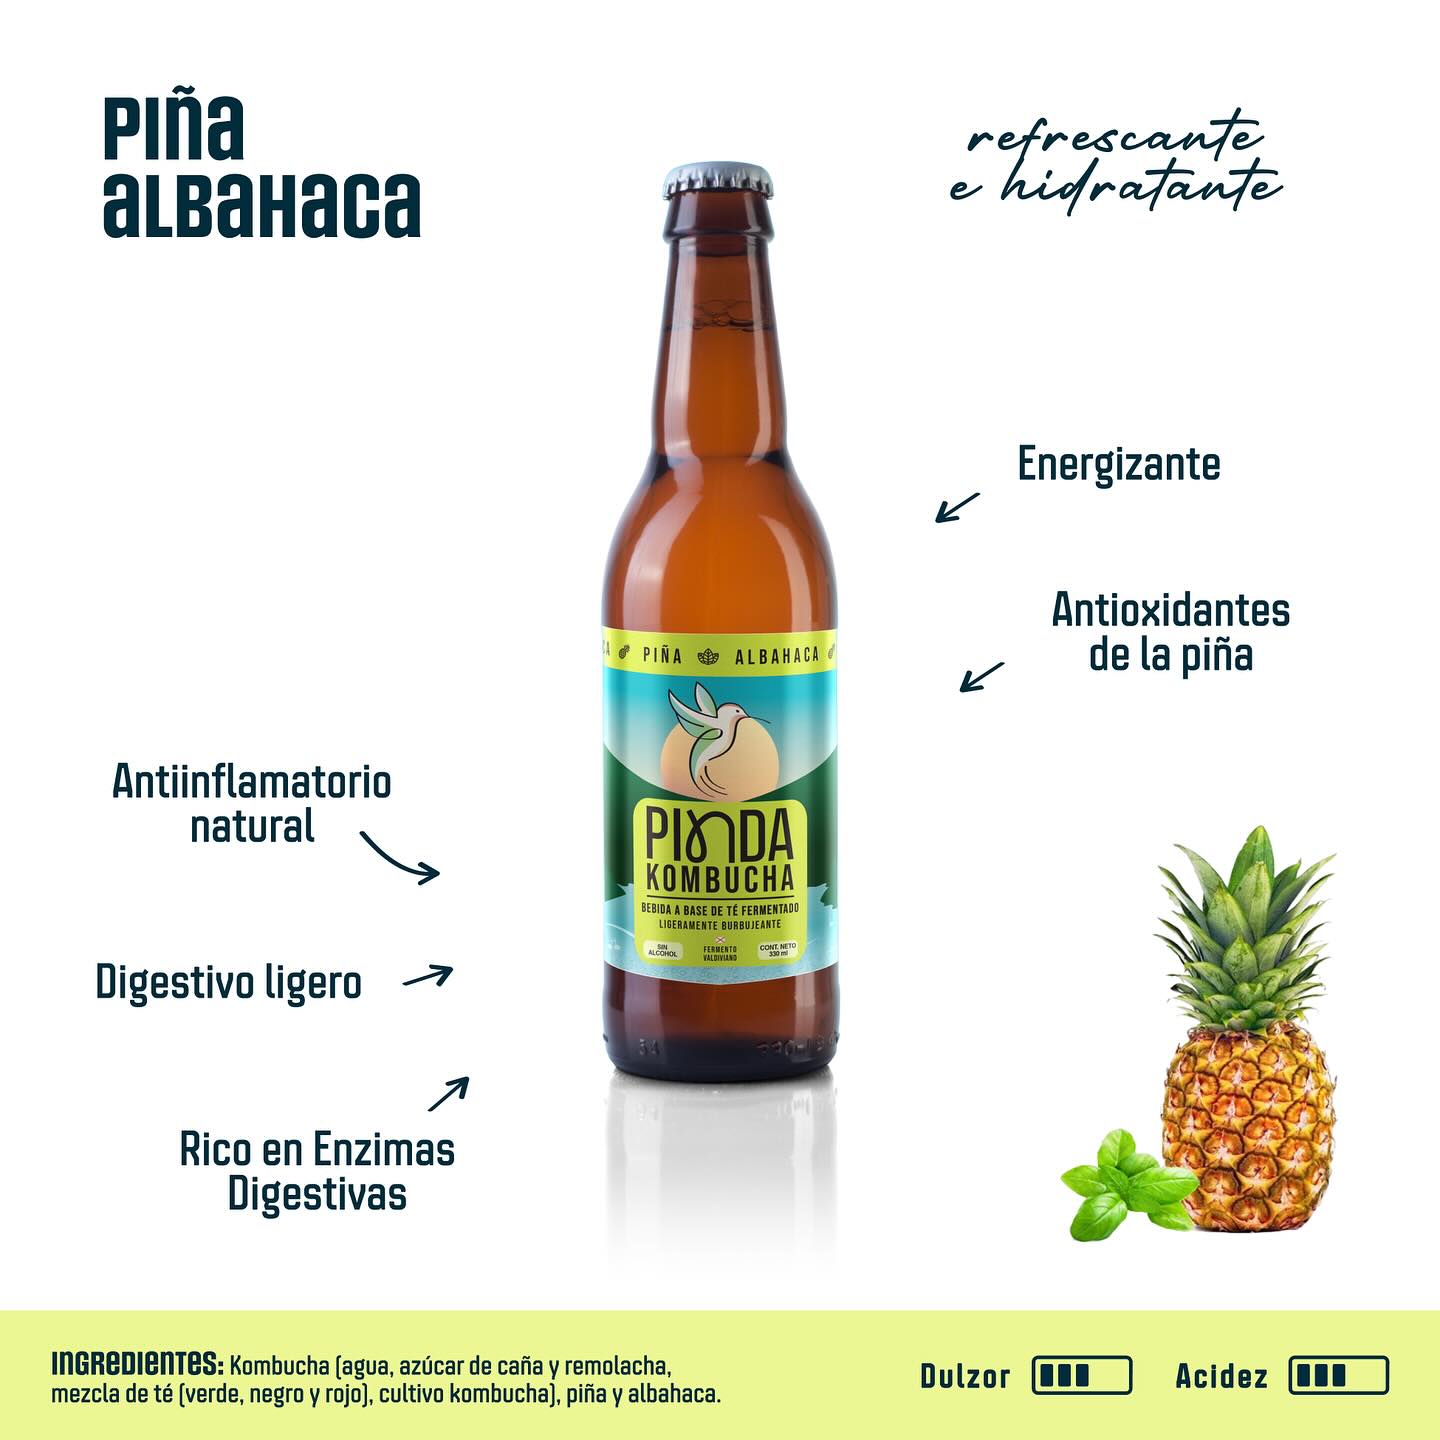 Piña
albahaca
refrescante
e hidratante
Energizante
Antioxidantes
de la piña
Antiinflamatorio
natural
Digestivo ligero
Rico en Enzimas
Digestivas
CA PIÑA ALBAHACA
PINDA
KOMBUCHA
BEBIDA A BASE DE TÉ FERMENTADO
LIGERAMENTE BURBUJEANTE
SIN
ALCOHOL
FERMENTO
VALDIVIANO
CONT. NETO
330 ml
54
Ingredientes: Kombucha (agua, azúcar de caña y remolacha,
mezcla de té (verde, negro y rojo), cultivo kombucha), piña y albahaca.
Dulzor
Acidez